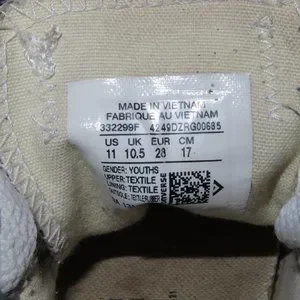 MADE IN VIETNAM
FABRIQUE AU VIETNAM
332299F 4249DZRG00685
US UK EUR CM
11 10.5 28 17
GENDER: YOUTHS
UPPER: TEXTILE
LINING: TEXTILE